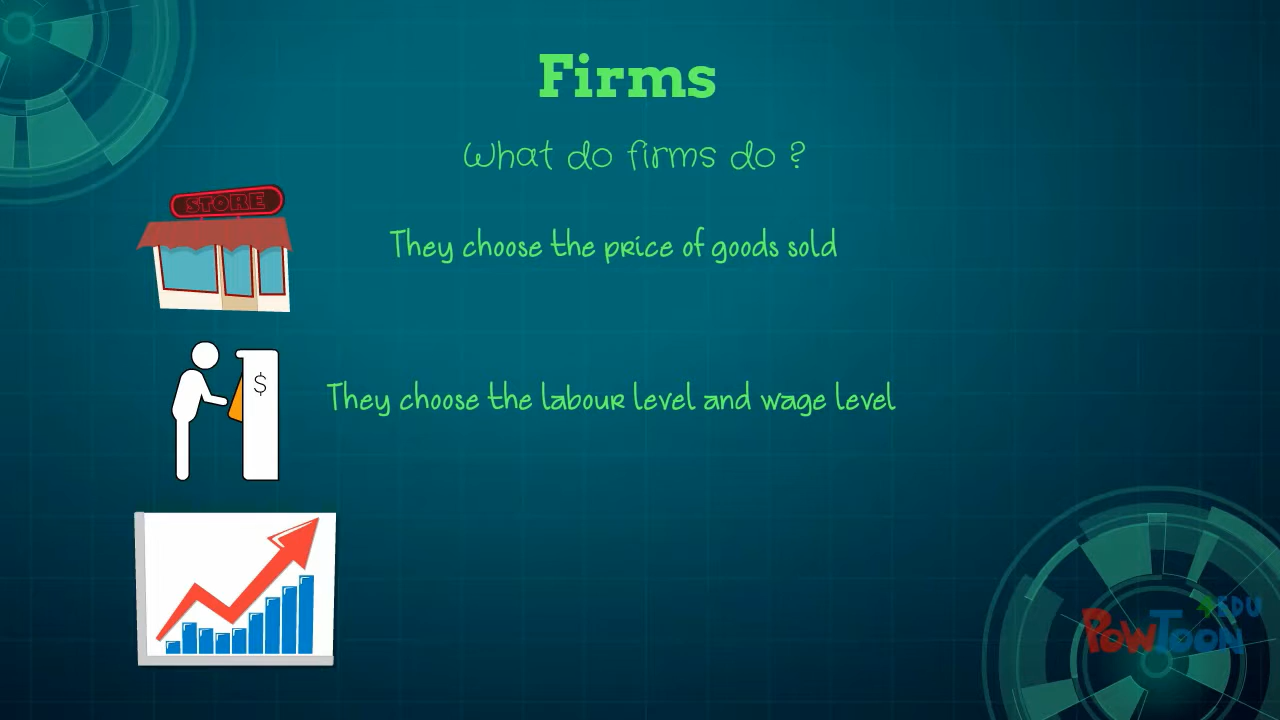 Firms
What do firms do ?
STORE
They choose the price of goods sold
$
They choose the labour level and wage level
EDU
POWTOON